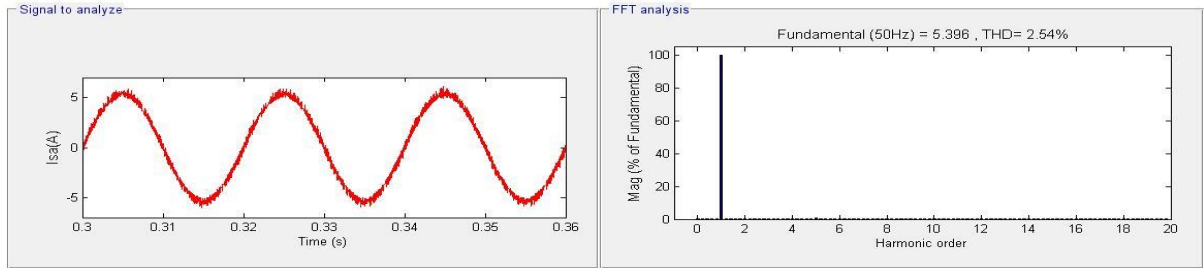 Signal to analyze
Isa(A)
5
0
-5
0.3 0.31 0.32 0.33 0.34 0.35 0.36
Time (s)
FFT analysis
Fundamental (50Hz) = 5.396 , THD= 2.54%
Mag (% of Fundamental)
100
80
60
40
20
0
0 2 4 6 8 10 12 14 16 18 20
Harmonic order